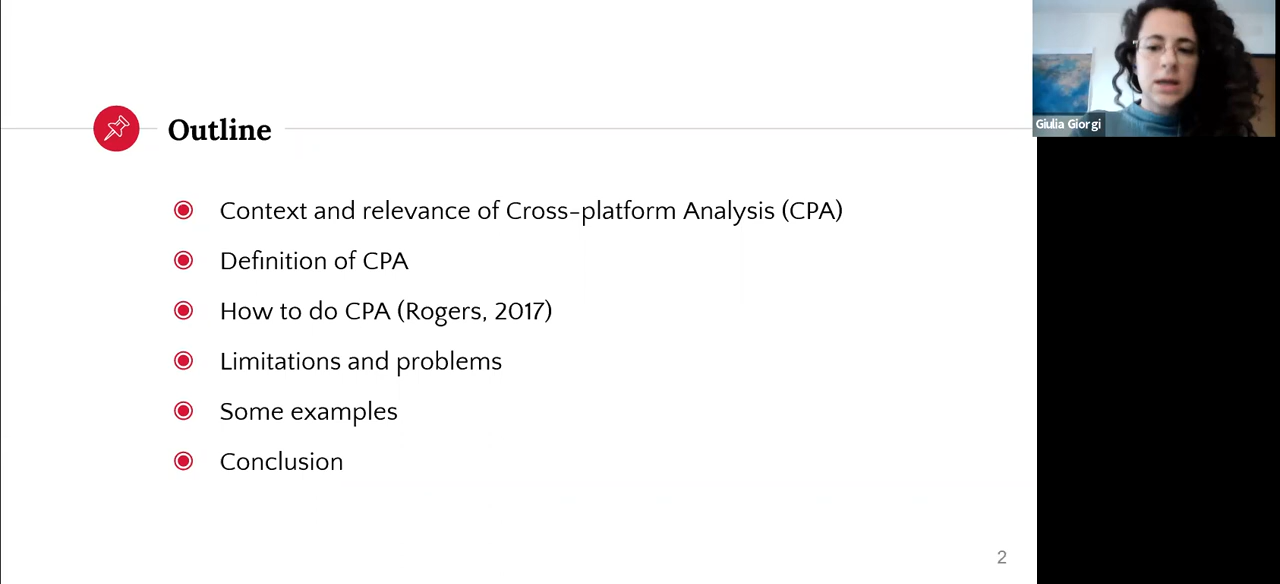 Outline
Giulia Giorgi
Context and relevance of Cross-platform Analysis (CPA)
Definition of CPA
How to do CPA (Rogers, 2017)
Limitations and problems
Some examples
Conclusion
2